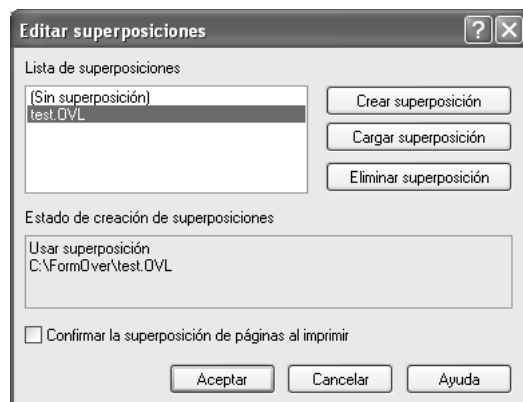 Editar superposiciones
Lista de superposiciones
(Sin superposición)
test.OVL
Crear superposición
Cargar superposición
Eliminar superposición
Estado de creación de superposiciones
Usar superposición
C:\FormOver\test.OVL
Confirmar la superposición de páginas al imprimir
Aceptar
Cancelar
Ayuda